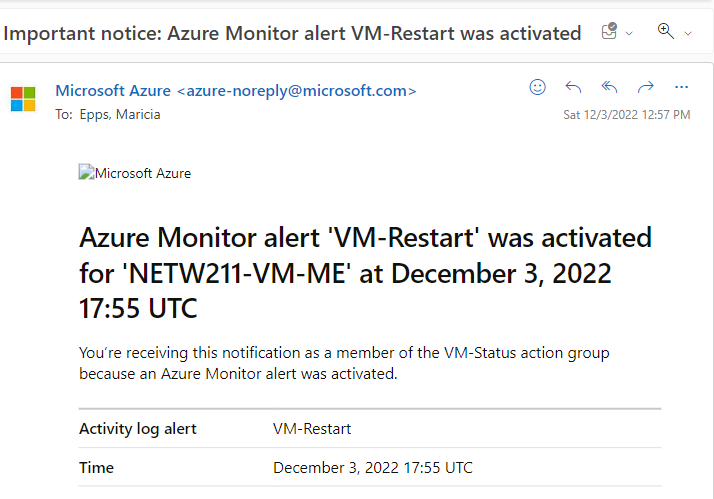 Important notice: Azure Monitor alert VM-Restart was activated
Microsoft Azure <azure-noreply@microsoft.com>
To: Epps, Maricia
Sat 12/3/2022 12:57 PM
Microsoft Azure
Azure Monitor alert 'VM-Restart' was activated
for 'NETW211-VM-ME' at December 3, 2022
17:55 UTC
You're receiving this notification as a member of the VM-Status action group
because an Azure Monitor alert was activated.
Activity log alert VM-Restart
Time December 3, 2022 17:55 UTC